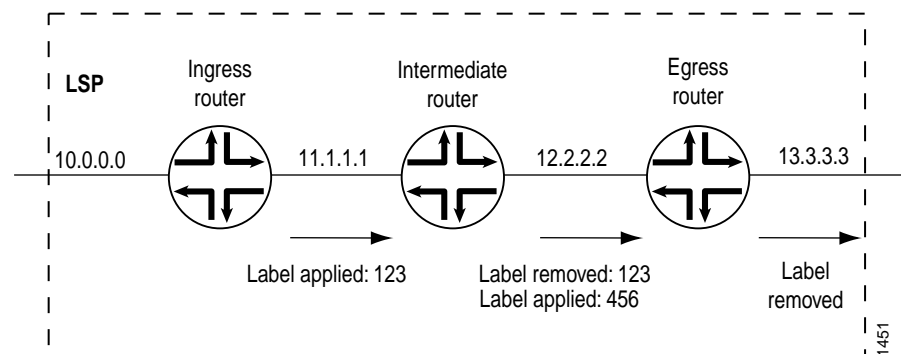 LSP
Ingress
router
Intermediate
router
Egress
router
10.0.0.0
11.1.1.1
12.2.2.2
13.3.3.3
Label applied: 123
Label removed: 123
Label applied: 456
Label
removed
1451